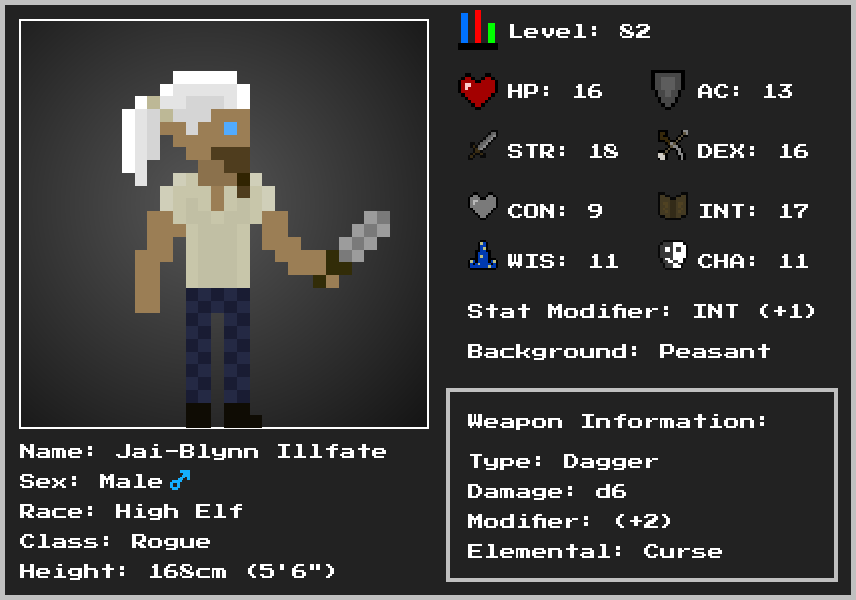 Level: 82
HP: 16 AC: 13
STR: 18 DEX: 16
CON: 9 INT: 17
WIS: 11 CHA: 11
Stat Modifier: INT (+1)
Background: Peasant
Weapon Information:
Type: Dagger
Damage: d6
Modifier: (+2)
Elemental: Curse
Name: Jai-Blynn Illfate
Sex: Male♂
Race: High Elf
Class: Rogue
Height: 168cm (5'6")